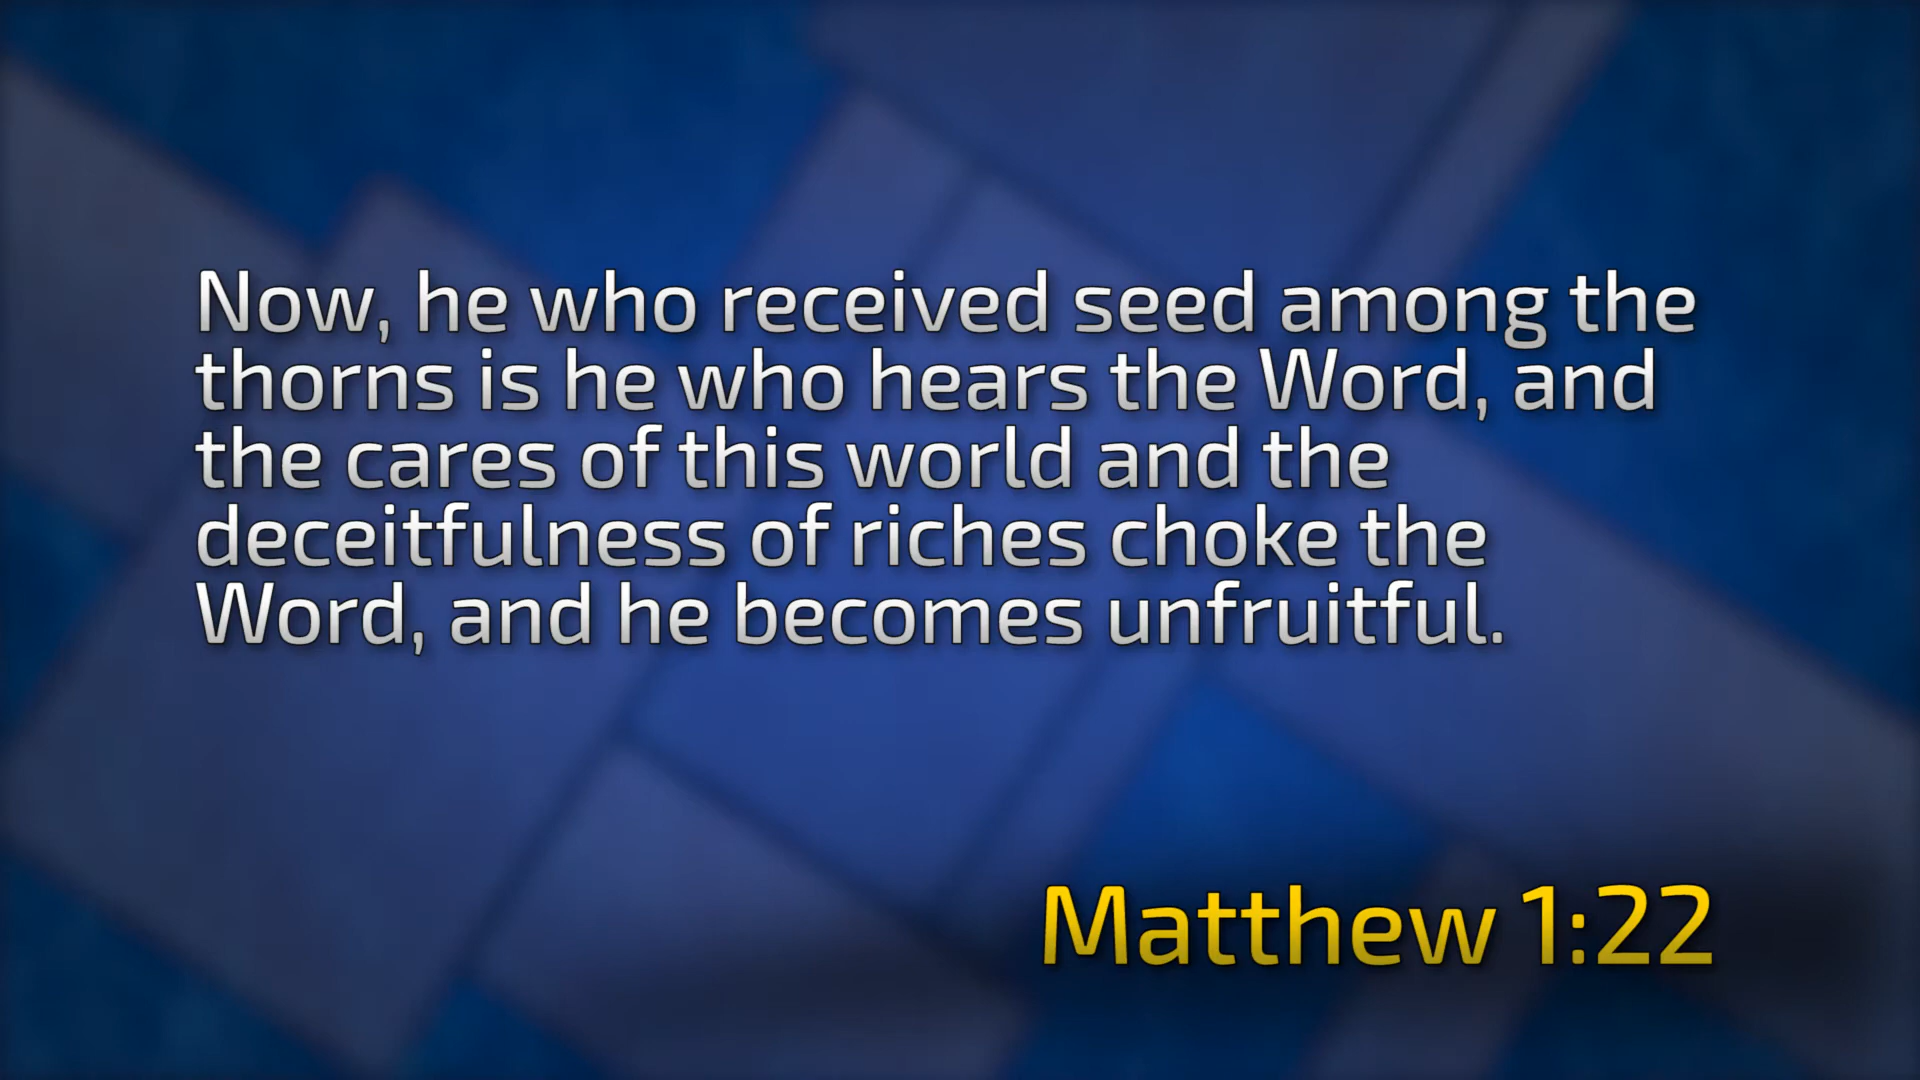 Now, he who received seed among the
thorns is he who hears the Word, and
the cares of this world and the
deceitfulness of riches choke the
Word, and he becomes unfruitful.
Matthew 1:22